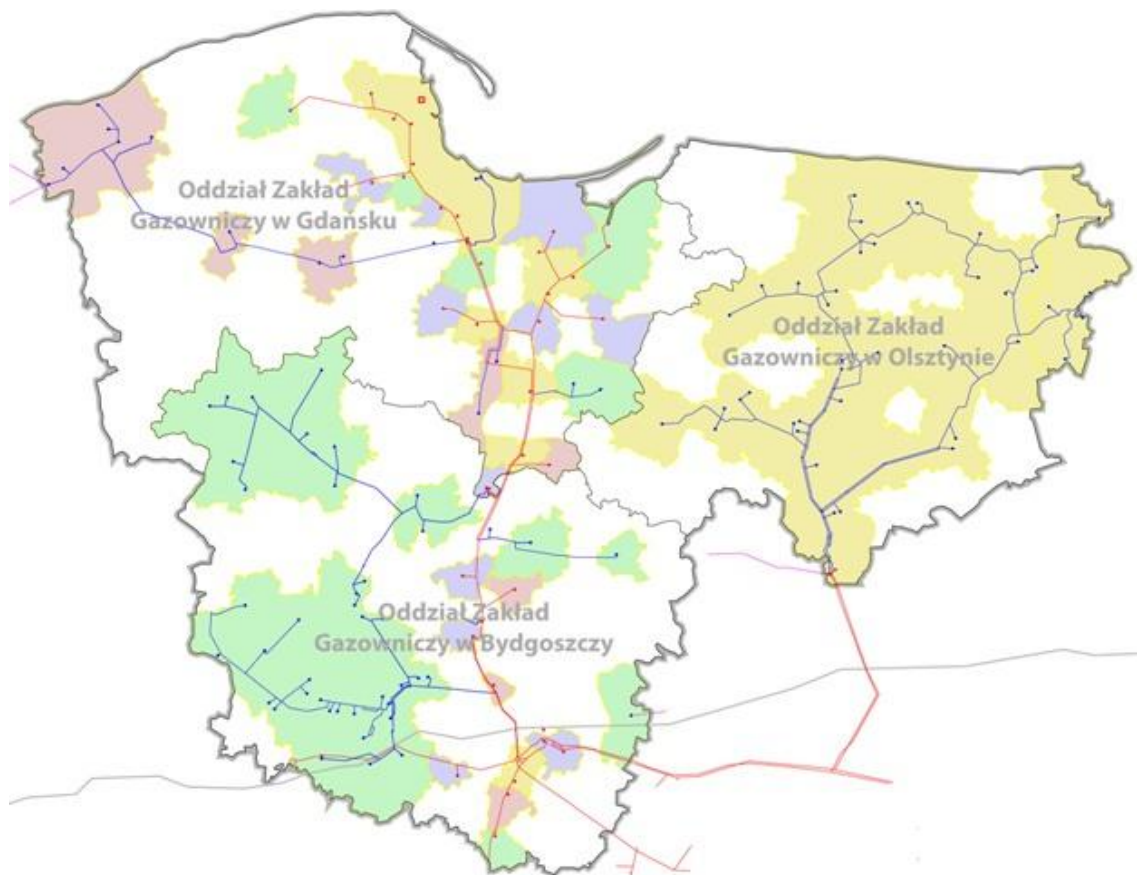 Oddział Zakład
Gazowniczy w Gdańsku
Oddział Zakład
Gazowniczy w Olsztynie
Oddział Zakład
Gazowniczy w Bydgoszczy